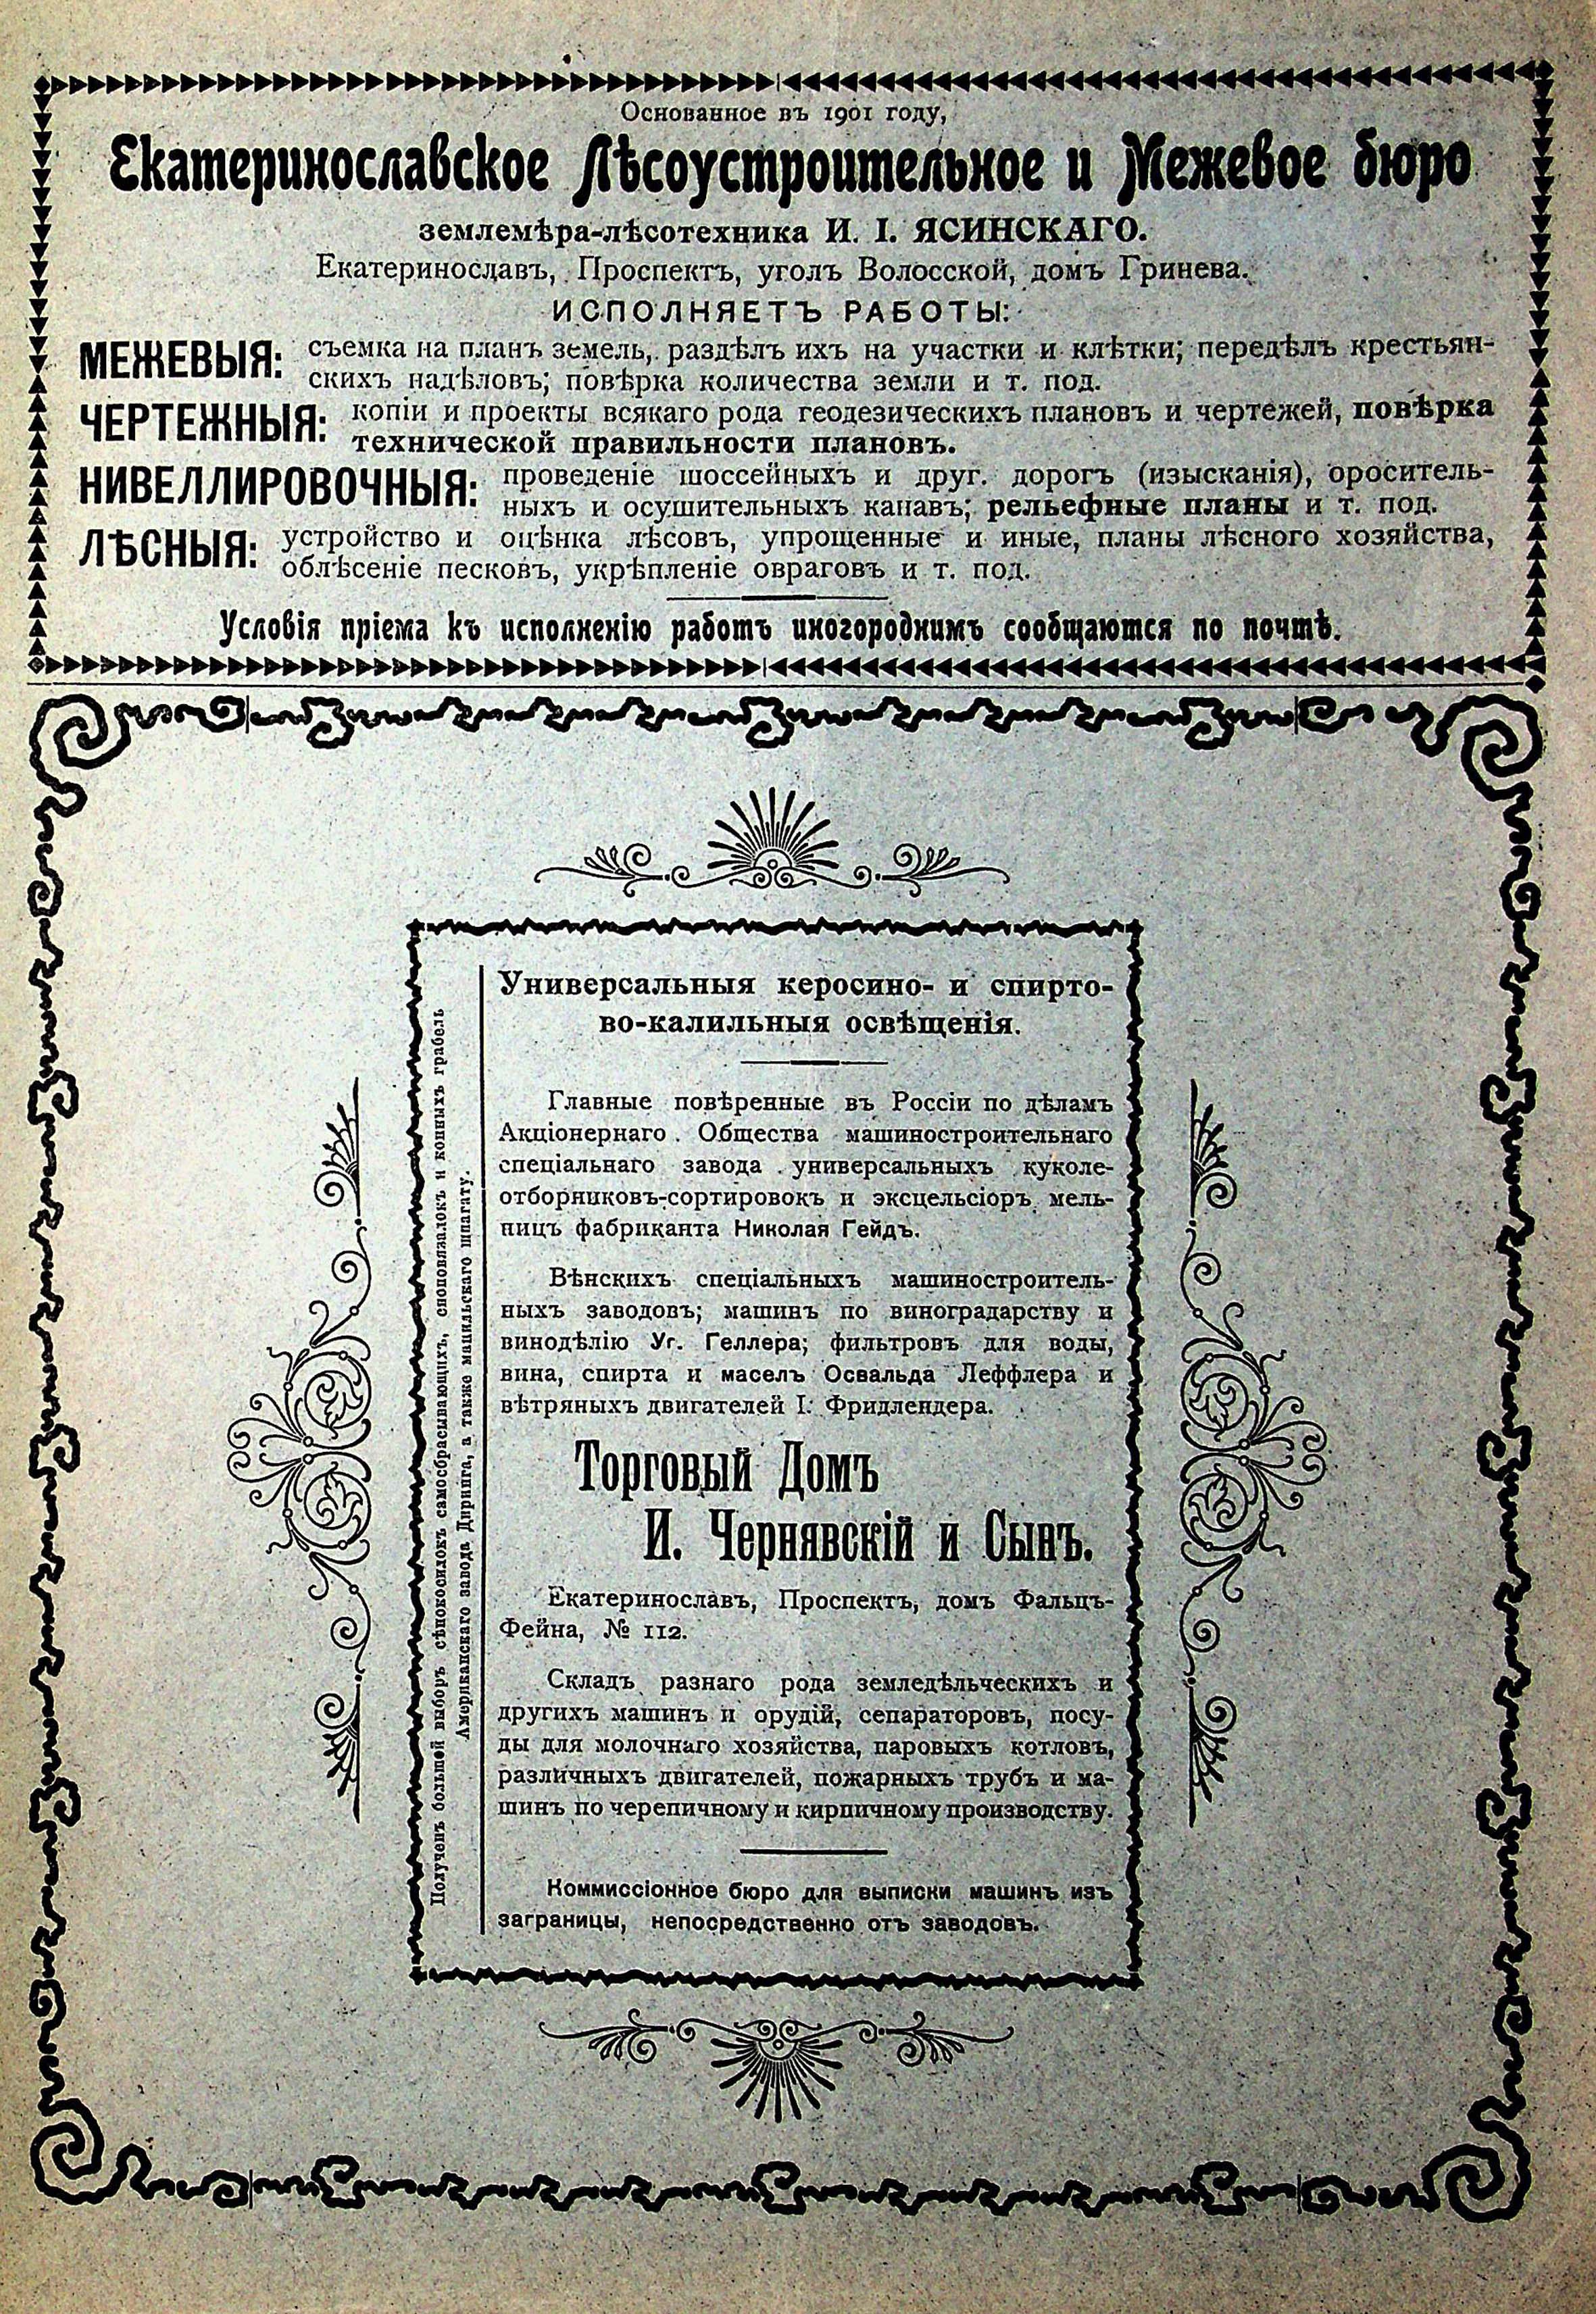 Основанное въ 1901 году,
Екатеринославское Лѣсоустроительное и Межевое бюро
землемѣра-лѣсотехника И. І. ЯСИНСКАГО.
Екатеринославъ, Проспектъ, уголъ Волосской, домъ Гринева.
ИСПОЛНЯЕТЪ РАБОТЫ:
МЕЖЕВЫЯ: съемка на планъ земель, раздѣлъ ихъ на участки и клѣтки; передѣлъ крестьян-
скихъ надѣловъ; повѣрка количества земли и т. под.
ЧЕРТЕЖНЫЯ: копіи и проекты всякаго рода геодезическихъ плановъ и чертежей, повѣрка
технической правильности плановъ.
НИВЕЛЛИРОВОЧНЫЯ: проведеніе шоссейныхъ и друг. дорогъ (изысканія), ороситель-
ныхъ и осушительныхъ канавъ; рельефные планы и т. под.
ЛѢСНЫЯ: устройство и оцѣнка лѣсовъ, упрощенные и иные, планы лѣсного хозяйства,
облѣсеніе песковъ, укрѣпленіе овраговъ и т. под.
Условія пріема къ исполненію работъ иногороднимъ сообщаются по почтѣ.
Полученъ большой выборъ сѣнокосилокъ самосбрасывающихъ, сноповязалокъ и конныхъ грабель
Американскаго завода Диринга, а также манильскаго шпагату.
Универсальныя керосино- и спирто-
во-калильныя освѣщенія.
Главные повѣренные въ Россіи по дѣламъ
Акціонернаго Общества машиностроительнаго
спеціальнаго завода универсальныхъ куколе-
отборниковъ-сортировокъ и эксцельсіоръ мель-
ницъ фабриканта Николая Гейдъ.
Вѣнскихъ спеціальныхъ машиностроитель-
ныхъ заводовъ; машинъ по виноградарству и
винодѣлію Уг. Геллера; фильтровъ для воды,
вина, спирта и маселъ Освальда Леффлера и
вѣтряныхъ двигателей І. Фридлендера.
Торговый Домъ
И. Чернявскій и Сынъ.
Екатеринославъ, Проспектъ, домъ Фальцъ-
Фейна, № 112.
Складъ разнаго рода земледѣльческихъ и
другихъ машинъ и орудій, сепараторовъ, посу-
ды для молочнаго хозяйства, паровыхъ котловъ,
различныхъ двигателей, пожарныхъ трубъ и ма-
шинъ по черепичному и кирпичному производству.
Коммиссіонное бюро для выписки машинъ изъ
заграницы, непосредственно отъ заводовъ.